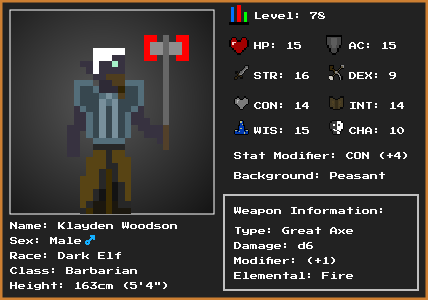 Level: 78
HP: 15
AC: 15
STR: 16
DEX: 9
CON: 14
INT: 14
WIS: 15
CHA: 10
Stat Modifier: CON (+4)
Background: Peasant
Name: Klayden Woodson
Sex: Male♂
Race: Dark Elf
Class: Barbarian
Height: 163cm (5'4")
Weapon Information:
Type: Great Axe
Damage: d6
Modifier: (+1)
Elemental: Fire